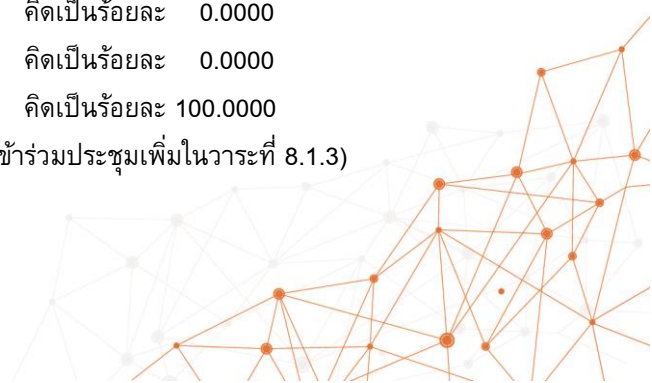 คิดเป็นร้อยละ 0.0000
คิดเป็นร้อยละ 0.0000
คิดเป็นร้อยละ 100.0000
ข้าร่วมประชุมเพิ่มในวาระที่ 8.1.3)